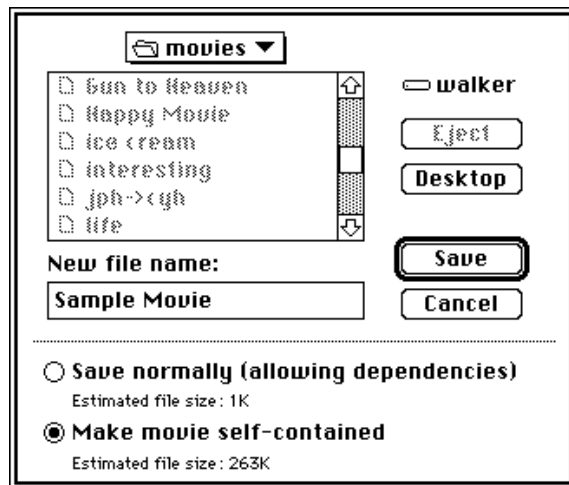 movies
Gun to Heaven
Happy Movie
ice cream
interesting
jph->cyh
life
walker
Eject
Desktop
New file name:
Save
Sample Movie
Cancel
Save normally (allowing dependencies)
Estimated file size: 1K
Make movie self-contained
Estimated file size: 263K